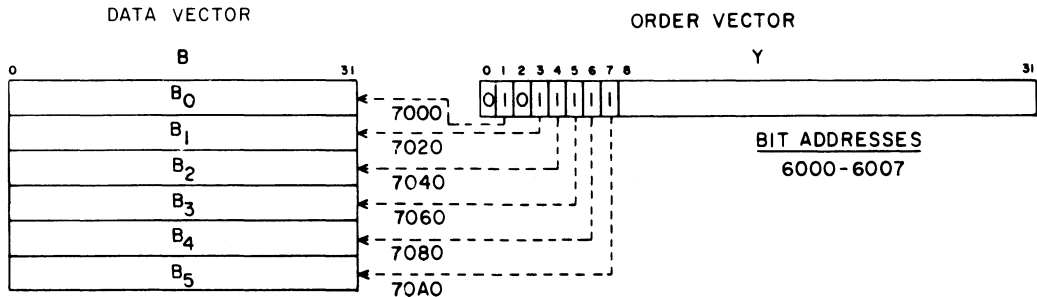 DATA VECTOR
ORDER VECTOR
B
Y
0 31
0 1 2 3 4 5 6 7 8 31
B0
0 1 0 1 1 1 1 1
7000
B1
7020
BIT ADDRESSES
6000-6007
B2
7040
B3
7060
B4
7080
B5
70A0